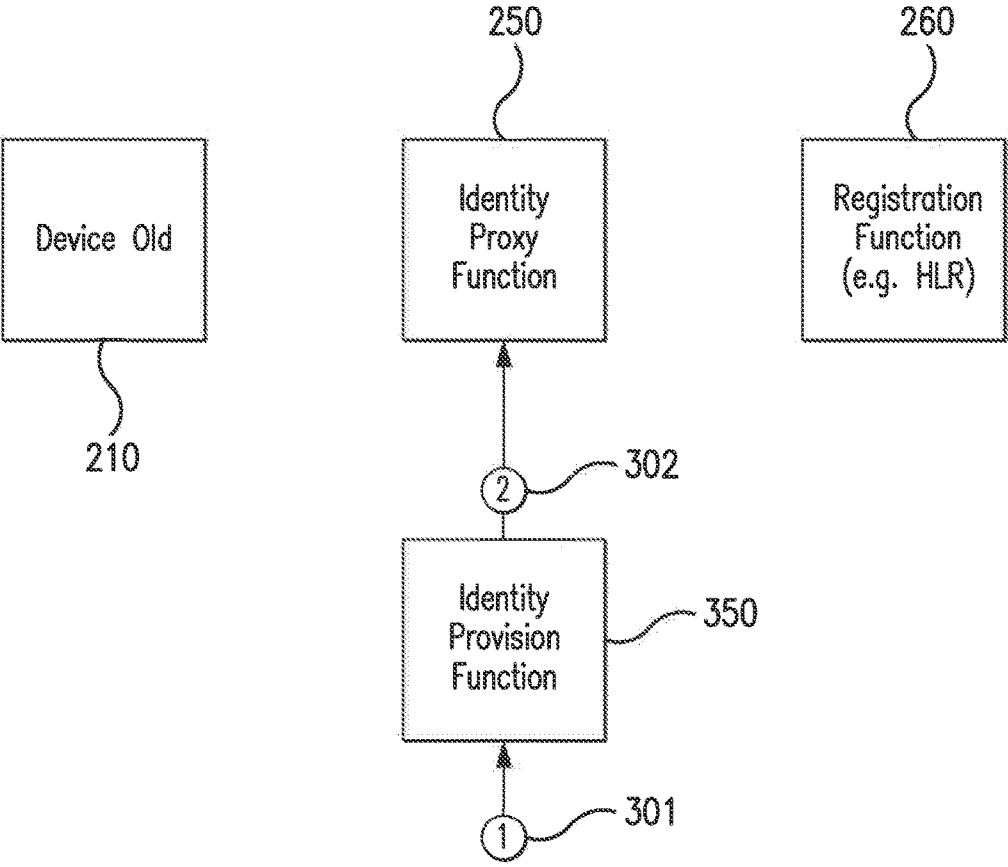 250
260
Device Old
Identity
Proxy
Function
Registration
Function
(e.g. HLR)
210
2
302
Identity
Provision
Function
350
1
301